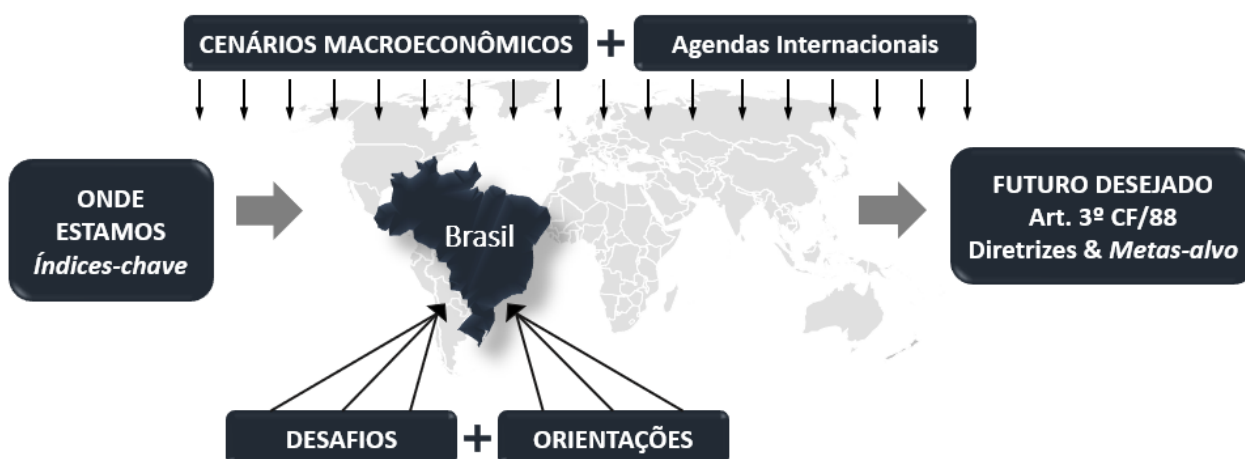 CENÁRIOS MACROECONÔMICOS + Agendas Internacionais
ONDE
ESTAMOS
Índices-chave
Brasil
FUTURO DESEJADO
Art. 3º CF/88
Diretrizes & Metas-alvo
DESAFIOS + ORIENTAÇÕES